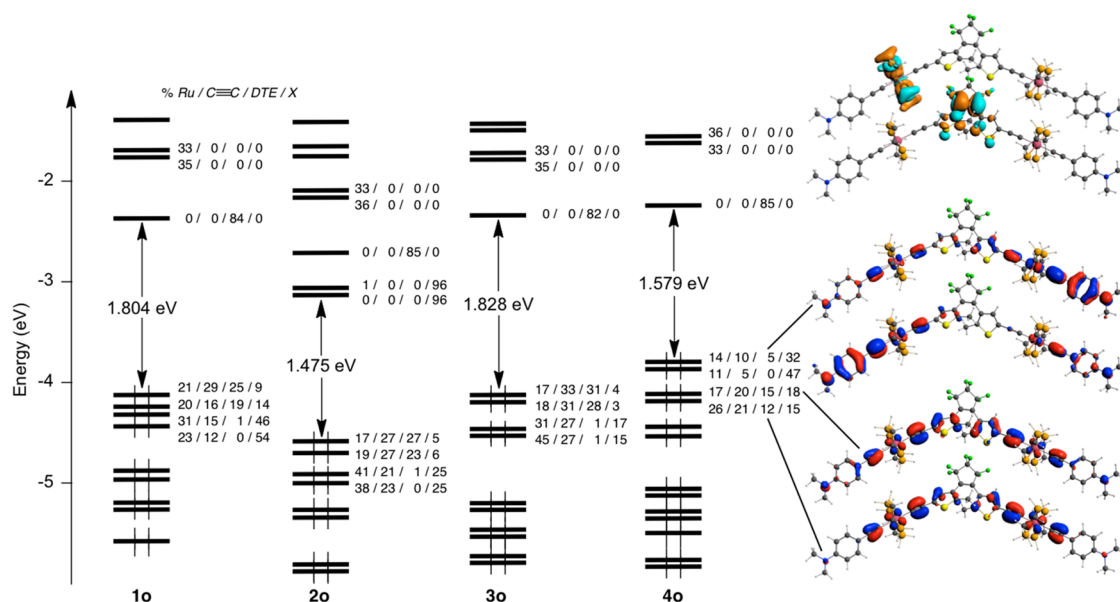 % Ru / C≡C / DTE / X
Energy (eV)
-2
-3
-4
-5
33 / 0 / 0 / 0
35 / 0 / 0 / 0
0 / 0 / 84 / 0
1.804 eV
21 / 29 / 25 / 9
20 / 16 / 19 / 14
31 / 15 / 1 / 46
23 / 12 / 0 / 54
1o
33 / 0 / 0 / 0
36 / 0 / 0 / 0
0 / 0 / 85 / 0
1 / 0 / 0 / 96
0 / 0 / 0 / 96
1.475 eV
17 / 27 / 27 / 5
19 / 27 / 23 / 6
41 / 21 / 1 / 25
38 / 23 / 0 / 25
2o
33 / 0 / 0 / 0
35 / 0 / 0 / 0
0 / 0 / 82 / 0
1.828 eV
17 / 33 / 31 / 4
18 / 31 / 28 / 3
31 / 27 / 1 / 17
45 / 27 / 1 / 15
3o
36 / 0 / 0 / 0
33 / 0 / 0 / 0
0 / 0 / 85 / 0
1.579 eV
14 / 10 / 5 / 32
11 / 5 / 0 / 47
17 / 20 / 15 / 18
26 / 21 / 12 / 15
4o